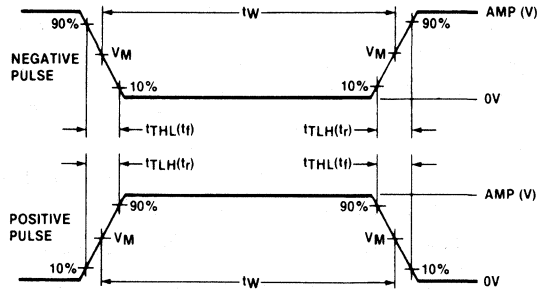 tW
90%
90%
AMP (V)
NEGATIVE
PULSE
VM
VM
10%
10%
0V
tTHL(tf)
tTLH(tr)
tTLH(tr)
tTHL(tf)
AMP (V)
90%
90%
POSITIVE
PULSE
VM
VM
10%
10%
tW
0V